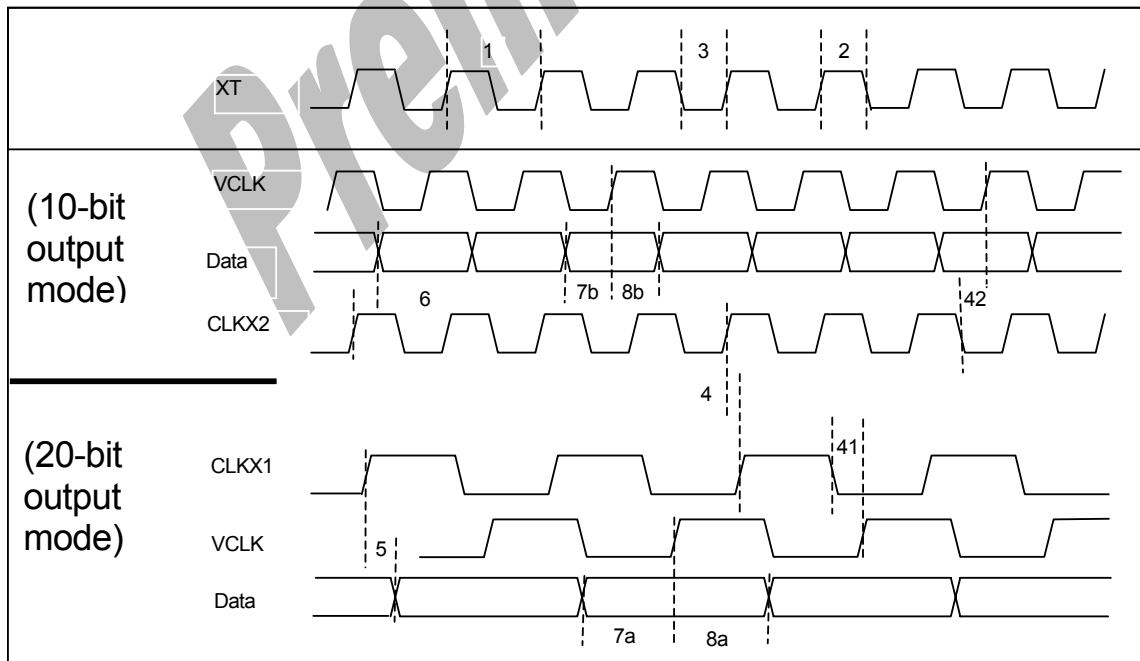 1
3
2
XT
VCLK
(10-bit
output
mode)
Data
6
7b
8b
42
CLKX2
4
(20-bit
output
mode)
CLKX1
41
VCLK
5
Data
7a
8a